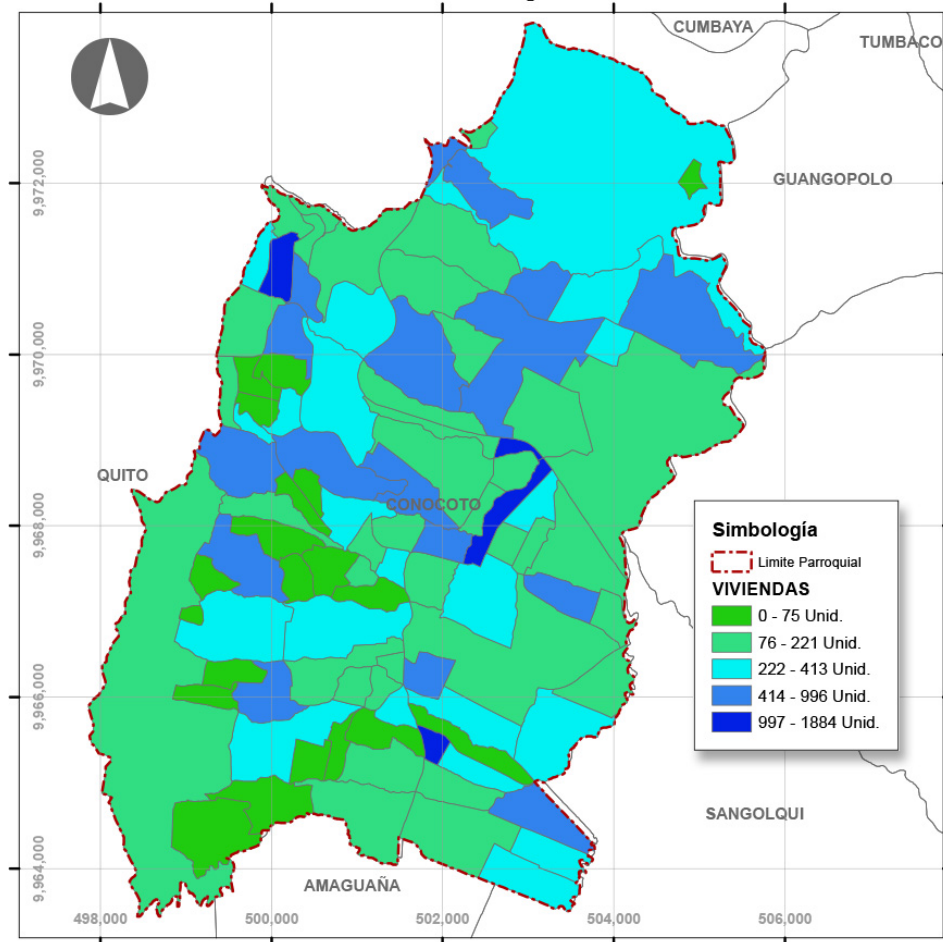 CUMBAYA
TUMBACO
GUANGOPOLO
QUITO
CONOCOTO
SANGOLQUI
AMAGUAÑA
9,972,000
9,970,000
9,968,000
9,966,000
9,964,000
498,000
500,000
502,000
504,000
506,000
Simbología
Limite Parroquial
VIVIENDAS
0 - 75 Unid.
76 - 221 Unid.
222 - 413 Unid.
414 - 996 Unid.
997 - 1884 Unid.